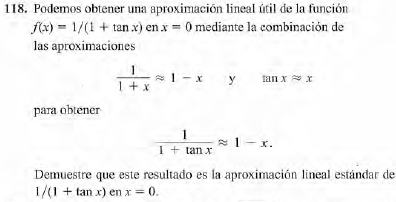 118. Podemos obtener una aproximación lineal útil de la función
f(x) = 1/(1 + tan x) en x = 0 mediante la combinación de
las aproximaciones
1/(1 + x) ≈ 1 − x y tan x ≈ x
para obtener
1/(1 + tan x) ≈ 1 − x.
Demuestre que este resultado es la aproximación lineal estándar de
1/(1 + tan x) en x = 0.